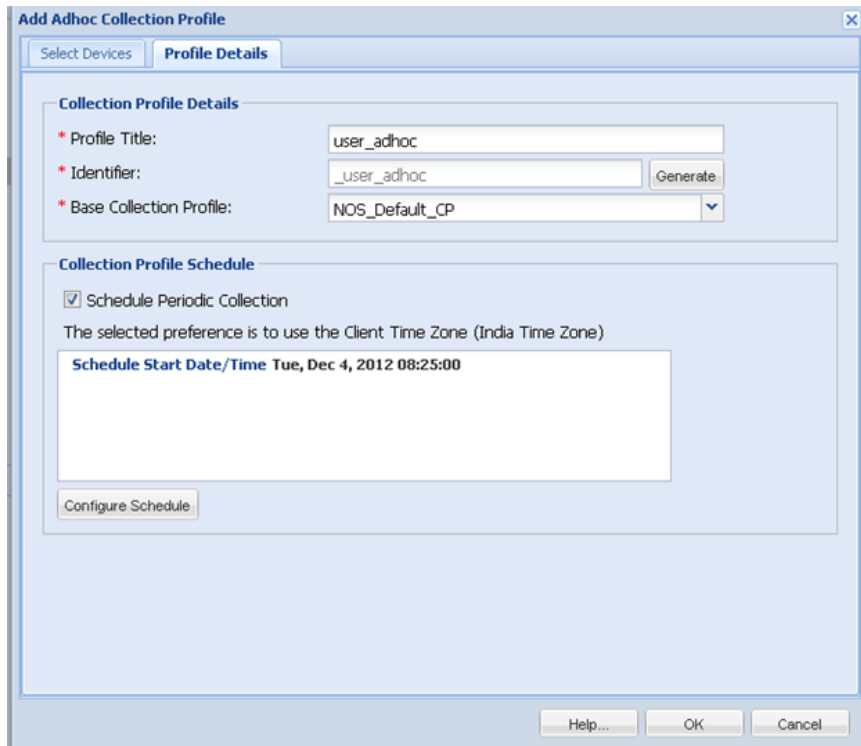 Add Adhoc Collection Profile
Select Devices Profile Details
Collection Profile Details
* Profile Title: user_adhoc
* Identifier: _user_adhoc Generate
* Base Collection Profile: NOS_Default_CP
Collection Profile Schedule
Schedule Periodic Collection
The selected preference is to use the Client Time Zone (India Time Zone)
Schedule Start Date/Time Tue, Dec 4, 2012 08:25:00
Configure Schedule
Help... OK Cancel